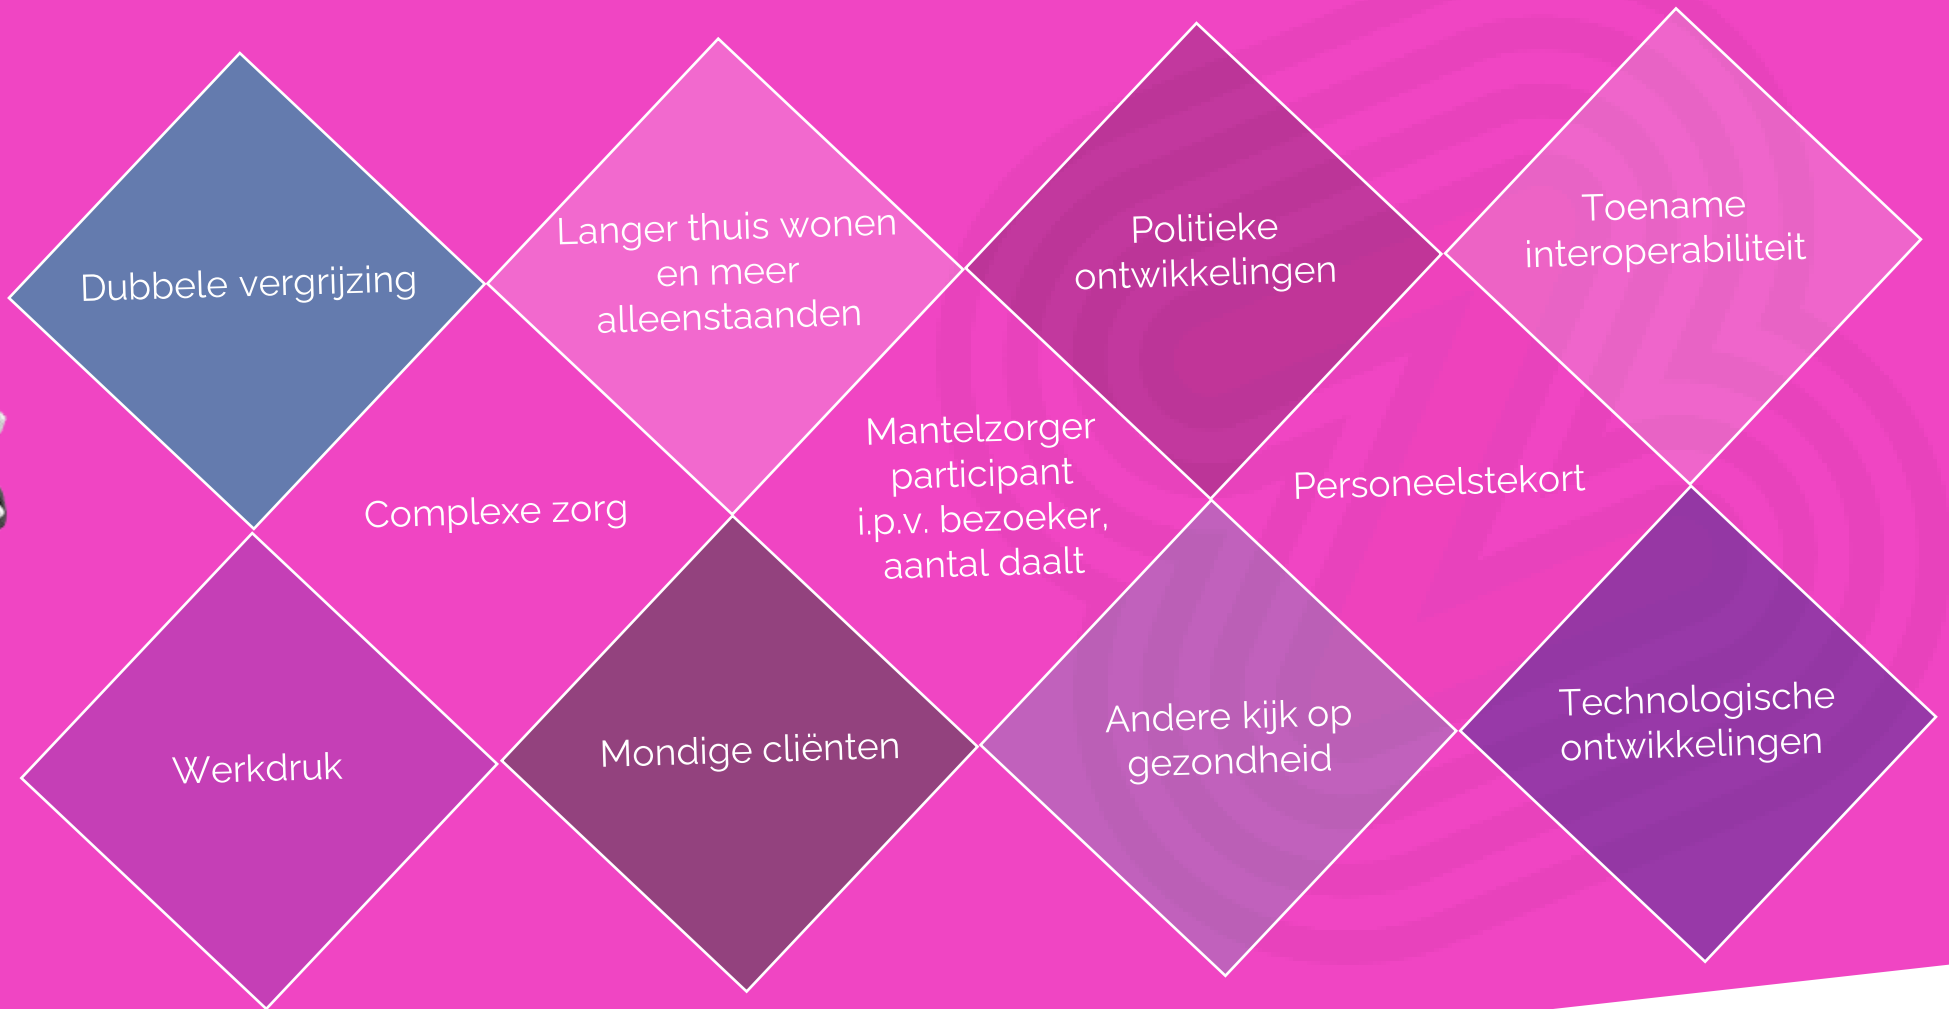 Dubbele vergrijzing
Langer thuis wonen
en meer
alleenstaanden
Politieke
ontwikkelingen
Toename
interoperabiliteit
Complexe zorg
Mantelzorger
participant
i.p.v. bezoeker,
aantal daalt
Personeelstekort
Werkdruk
Mondige cliënten
Andere kijk op
gezondheid
Technologische
ontwikkelingen